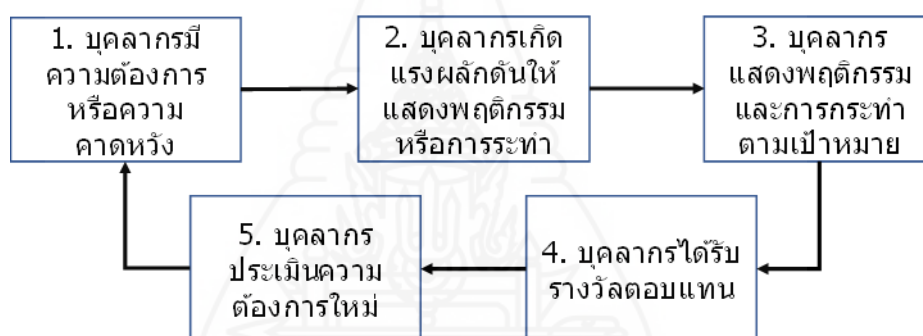 1. บุคลากรมี
ความต้องการ
หรือความ
คาดหวัง
2. บุคลากรเกิด
แรงผลักดันให้
แสดงพฤติกรรม
หรือการระทำ
3. บุคลากร
แสดงพฤติกรรม
และการกระทำ
ตามเป้าหมาย
4. บุคลากรได้รับ
รางวัลตอบแทน
5. บุคลากร
ประเมินความ
ต้องการใหม่